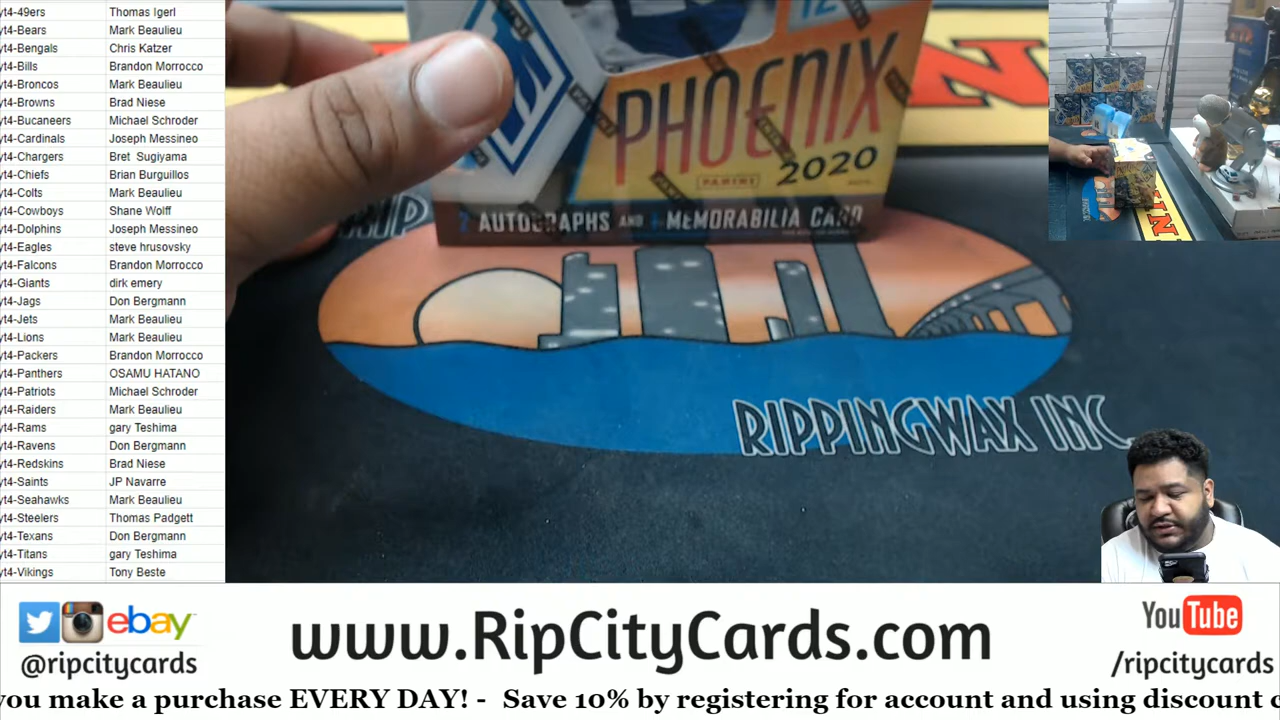 yt4-49ers Thomas Igerl
yt4-Bears Mark Beaulieu
yt4-Bengals Chris Katzer
yt4-Bills Brandon Morrocco
yt4-Broncos Mark Beaulieu
yt4-Browns Brad Niese
yt4-Bucaneers Michael Schroder
yt4-Cardinals Joseph Messineo
yt4-Chargers Bret Sugiyama
yt4-Chiefs Brian Burguillos
yt4-Colts Mark Beaulieu
yt4-Cowboys Shane Wolff
yt4-Dolphins Joseph Messineo
yt4-Eagles steve hrusovsky
yt4-Falcons Brandon Morrocco
yt4-Giants dirk emery
yt4-Jags Don Bergmann
yt4-Jets Mark Beaulieu
yt4-Lions Mark Beaulieu
yt4-Packers Brandon Morrocco
yt4-Panthers OSAMU HATANO
yt4-Patriots Michael Schroder
yt4-Raiders Mark Beaulieu
yt4-Rams gary Teshima
yt4-Ravens Don Bergmann
yt4-Redskins Brad Niese
yt4-Saints JP Navarre
yt4-Seahawks Mark Beaulieu
yt4-Steelers Thomas Padgett
yt4-Texans Don Bergmann
yt4-Titans gary Teshima
yt4-Vikings Tony Beste
12
PHOENIX
PANINI 2020
AUTOGRAPHS AND MEMORABILIA CARD
RIPPINGWAX INC.
ebay
@ripcitycards
www.RipCityCards.com
YouTube
/ripcitycards
you make a purchase EVERY DAY! - Save 10% by registering for account and using discount